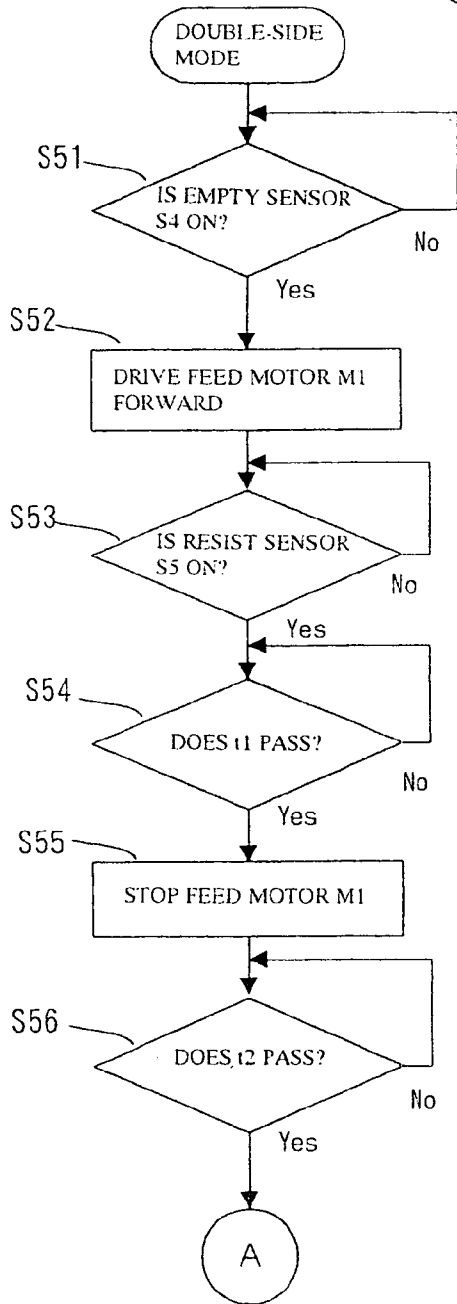 DOUBLE-SIDE
MODE
S51
IS EMPTY SENSOR
S4 ON?
No
Yes
S52
DRIVE FEED MOTOR M1
FORWARD
S53
IS RESIST SENSOR
S5 ON?
No
Yes
S54
DOES t1 PASS?
No
Yes
S55
STOP FEED MOTOR M1
S56
DOES t2 PASS?
No
Yes
A